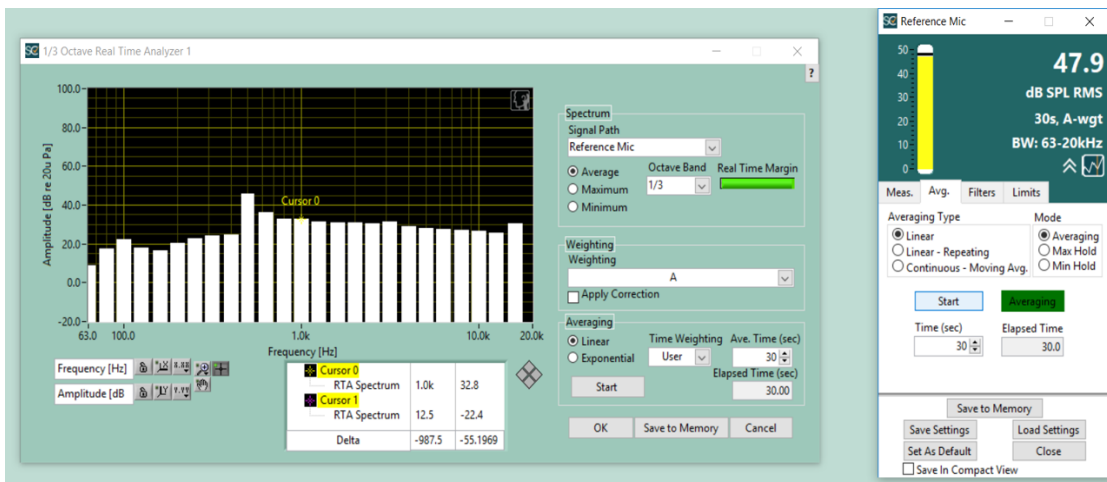 SC 1/3 Octave Real Time Analyzer 1
?
100.0
80.0
60.0
40.0
20.0
0.0
-20.0
Amplitude [dB re 20u Pa]
Cursor 0
63.0 100.0 1.0k 10.0k 20.0k
Frequency [Hz]
Frequency [Hz]
Amplitude [dB
Cursor 0
RTA Spectrum 1.0k 32.8
Cursor 1
RTA Spectrum 12.5 -22.4
Delta -987.5 -55.1969
Spectrum
Signal Path
Reference Mic
Average
Maximum
Minimum
Octave Band
1/3
Real Time Margin
Weighting
Weighting
A
Apply Correction
Averaging
Linear
Exponential
Time Weighting
User
Ave. Time (sec)
30
Elapsed Time (sec)
30.00
Start
OK Save to Memory Cancel
SC Reference Mic
50
40
30
20
10
0
47.9
dB SPL RMS
30s, A-wgt
BW: 63-20kHz
Meas. Avg. Filters Limits
Averaging Type
Linear
Linear - Repeating
Continuous - Moving Avg.
Mode
Averaging
Max Hold
Min Hold
Start Averaging
Time (sec)
30
Elapsed Time
30.0
Save to Memory
Save Settings Load Settings
Set As Default Close
Save In Compact View